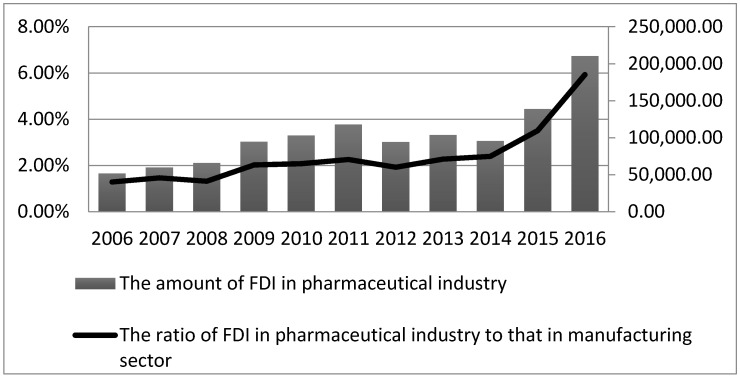 8.00%
6.00%
4.00%
2.00%
0.00%
250,000.00
200,000.00
150,000.00
100,000.00
50,000.00
0.00
2006 2007 2008 2009 2010 2011 2012 2013 2014 2015 2016
The amount of FDI in pharmaceutical industry
The ratio of FDI in pharmaceutical industry to that in manufacturing
sector